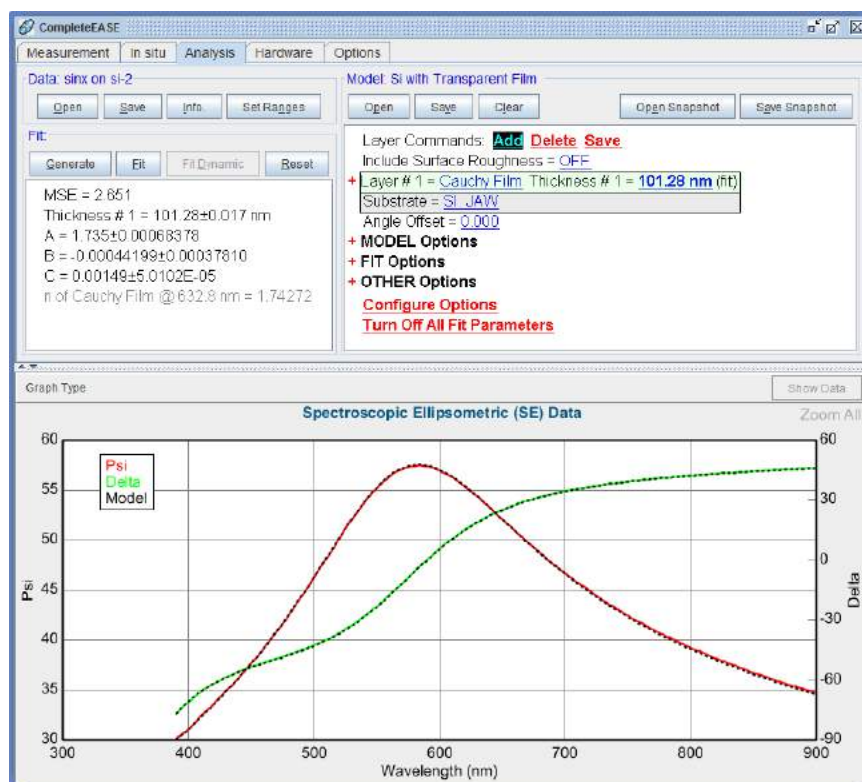 CompleteEASE
Measurement In situ Analysis Hardware Options
Data: sinx on si-2
Open Save Info. Set Ranges
Fit:
Generate Fit Fit Dynamic Reset
MSE = 2.651
Thickness # 1 = 101.28±0.017 nm
A = 1.735±0.00068378
B = -0.00044199±0.00037810
C = 0.00149±5.0102E-05
n of Cauchy Film @ 632.8 nm = 1.74272
Model: Si with Transparent Film
Open Save Clear Open Snapshot Save Snapshot
Layer Commands: Add Delete Save
Include Surface Roughness = OFF
+ Layer # 1 = Cauchy Film Thickness # 1 = 101.28 nm (fit)
Substrate = SI_JAW
Angle Offset = 0.000
+ MODEL Options
+ FIT Options
+ OTHER Options
Configure Options
Turn Off All Fit Parameters
Graph Type Show Data
Spectroscopic Ellipsometric (SE) Data
Zoom All
Psi
Delta
Model
60
55
50
45
40
35
30
Psi
60
30
0
-30
-60
-90
Delta
300 400 500 600 700 800 900
Wavelength (nm)